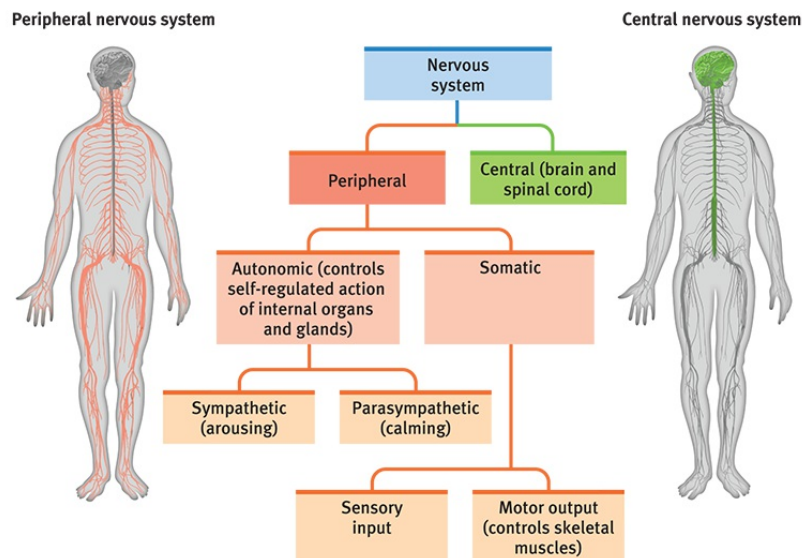 Peripheral nervous system
Central nervous system
Nervous
system
Peripheral
Central (brain and
spinal cord)
Autonomic (controls
self-regulated action
of internal organs
and glands)
Somatic
Sympathetic
(arousing)
Parasympathetic
(calming)
Sensory
input
Motor output
(controls skeletal
muscles)